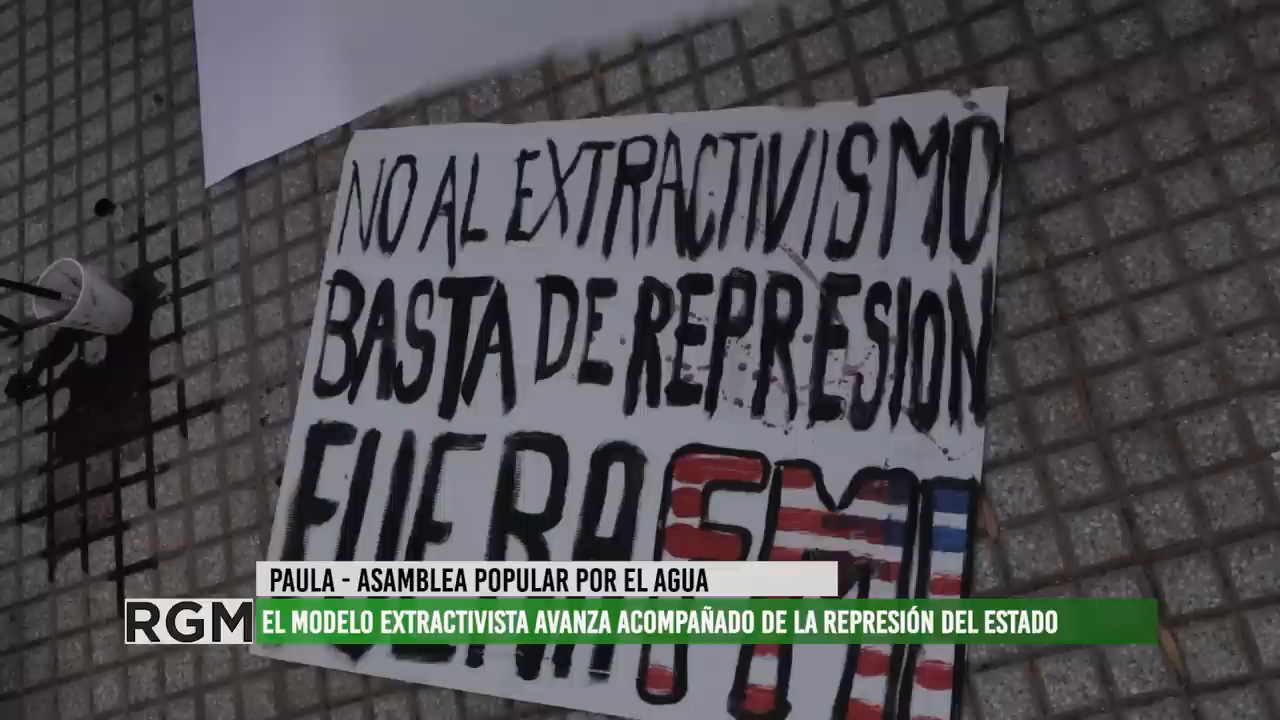 NO AL EXTRACTIVISMO
BASTA DE REPRESION
FUERA FMI
PAULA - ASAMBLEA POPULAR POR EL AGUA
RGM
EL MODELO EXTRACTIVISTA AVANZA ACOMPAÑADO DE LA REPRESIÓN DEL ESTADO